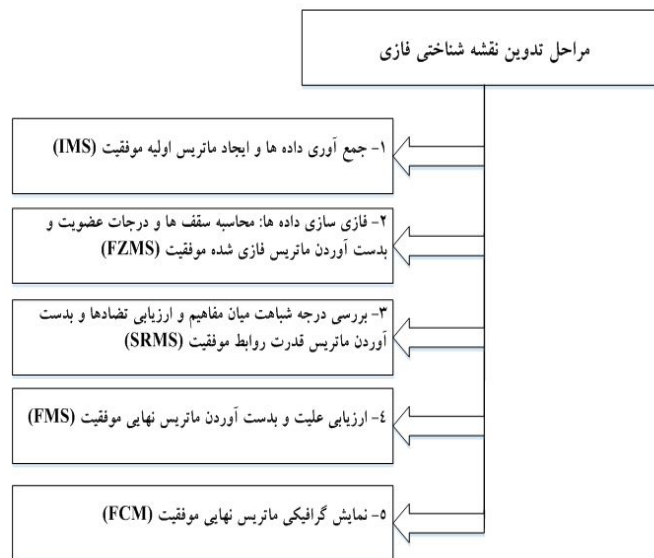 مراحل تدوین نقشه شناختی فازی
۱- جمع آوری داده ها و ایجاد ماتریس اولیه موفقیت (IMS)
۲- فازی سازی داده ها: محاسبه سقف ها و درجات عضویت و
بدست آوردن ماتریس فازی شده موفقیت (FZMS)
۳- بررسی درجه شباهت میان مفاهیم و ارزیابی تضادها و بدست
آوردن ماتریس قدرت روابط موفقیت (SRMS)
٤- ارزیابی علیت و بدست آوردن ماتریس نهایی موفقیت (FMS)
٥- نمایش گرافیکی ماتریس نهایی موفقیت (FCM)